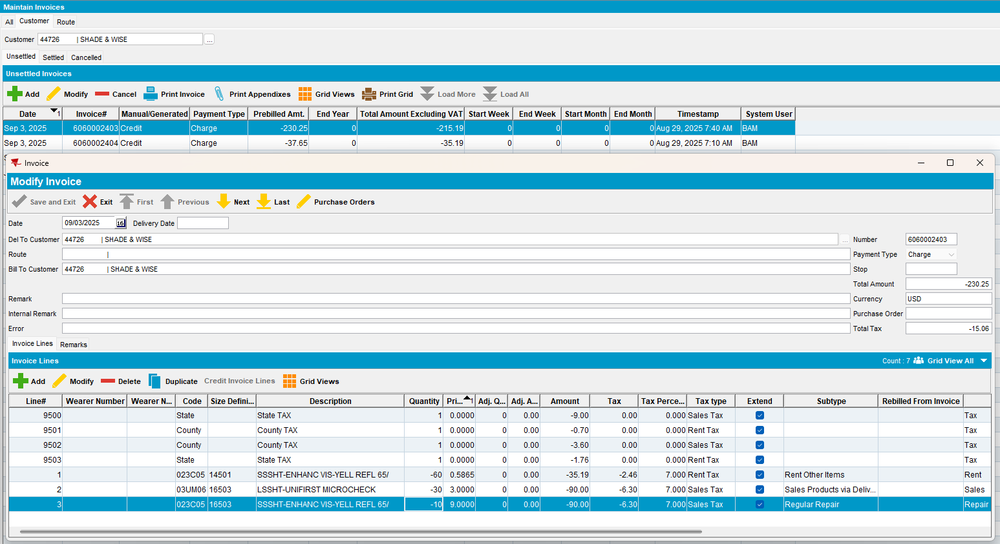 Maintain Invoices
All Customer Route
Customer 44726 | SHADE & WISE ...
Unsettled Settled Cancelled
Unsettled Invoices
Add Modify Cancel Print Invoice Print Appendixes Grid Views Print Grid Load More Load All
Date 1 Invoice# Manual/Generated Payment Type Prebilled Amt. End Year Total Amount Excluding VAT Start Week End Week Start Month End Month Timestamp System User
Sep 3, 2025 6060002403 Credit Charge -230.25 0 -215.19 0 0 0 0 Aug 29, 2025 7:40 AM BAM
Sep 3, 2025 6060002404 Credit Charge -37.65 0 -35.19 0 0 0 0 Aug 29, 2025 7:10 AM BAM
Invoice
Modify Invoice
Save and Exit Exit First Previous Next Last Purchase Orders
Date 09/03/2025 16 Delivery Date
Del To Customer 44726 | SHADE & WISE ... Number 6060002403
Route | Payment Type Charge
Bill To Customer 44726 | SHADE & WISE Stop
Total Amount -230.25
Remark Currency USD
Internal Remark Purchase Order
Error Total Tax -15.06
Invoice Lines Remarks
Invoice Lines Count : 7 Grid View All
Add Modify Delete Duplicate Credit Invoice Lines Grid Views
Line# Wearer Number Wearer N... Code Size Defini... Description Quantity Pri... 1 Adj. Q... Adj. A... Amount Tax Tax Perce... Tax type Extend Subtype Rebilled From Invoice
9500 State State TAX 1 0.0000 0 0.00 -9.00 0.00 0.000 Sales Tax Tax
9501 County County TAX 1 0.0000 0 0.00 -0.70 0.00 0.000 Rent Tax Tax
9502 County County TAX 1 0.0000 0 0.00 -3.60 0.00 0.000 Sales Tax Tax
9503 State State TAX 1 0.0000 0 0.00 -1.76 0.00 0.000 Rent Tax Tax
1 023C05 14501 SSSHT-ENHANC VIS-YELL REFL 65/ -60 0.5865 0 0.00 -35.19 -2.46 7.000 Rent Tax Rent Other Items Rent
2 03UM06 16503 LSSHT-UNIFIRST MICROCHECK -30 3.0000 0 0.00 -90.00 -6.30 7.000 Sales Tax Sales Products via Deliv... Sales
3 023C05 16503 SSSHT-ENHANC VIS-YELL REFL 65/ -10 9.0000 0 0.00 -90.00 -6.30 7.000 Sales Tax Regular Repair Repair